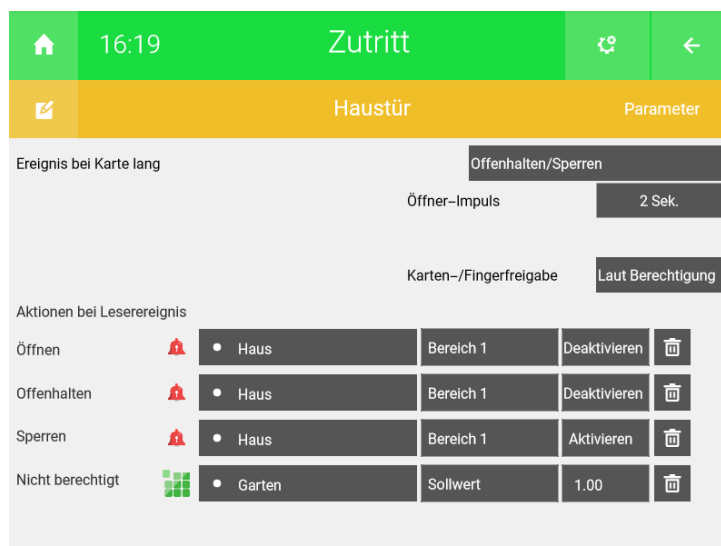 16:19 Zutritt
Haustür Parameter
Ereignis bei Karte lang Offenhalten/Sperren
Öffner–Impuls 2 Sek.
Karten–/Fingerfreigabe Laut Berechtigung
Aktionen bei Leserereignis
Öffnen Haus Bereich 1 Deaktivieren
Offenhalten Haus Bereich 1 Deaktivieren
Sperren Haus Bereich 1 Aktivieren
Nicht berechtigt Garten Sollwert 1.00